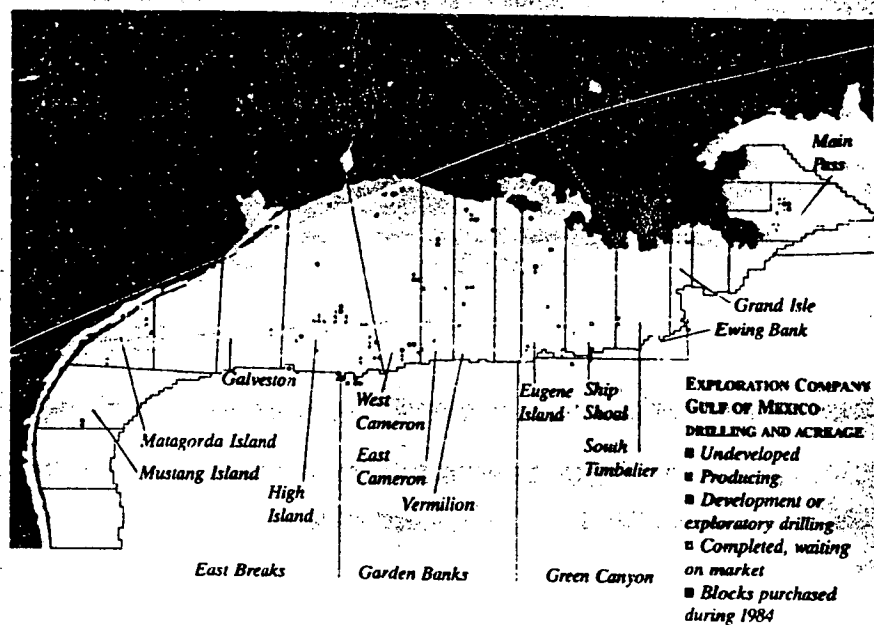 Main
Pass
Grand Isle
Ewing Bank
Galveston
West
Cameron
Eugene
Island
Ship
Shoal
Matagorda Island
East
Cameron
South
Timbalier
Mustang Island
High
Island
Vermilion
East Breaks
Garden Banks
Green Canyon
EXPLORATION COMPANY
GULF OF MEXICO
DRILLING AND ACREAGE
■ Undeveloped
■ Producing
■ Development or
exploratory drilling
■ Completed, waiting
on market
■ Blocks purchased
during 1984